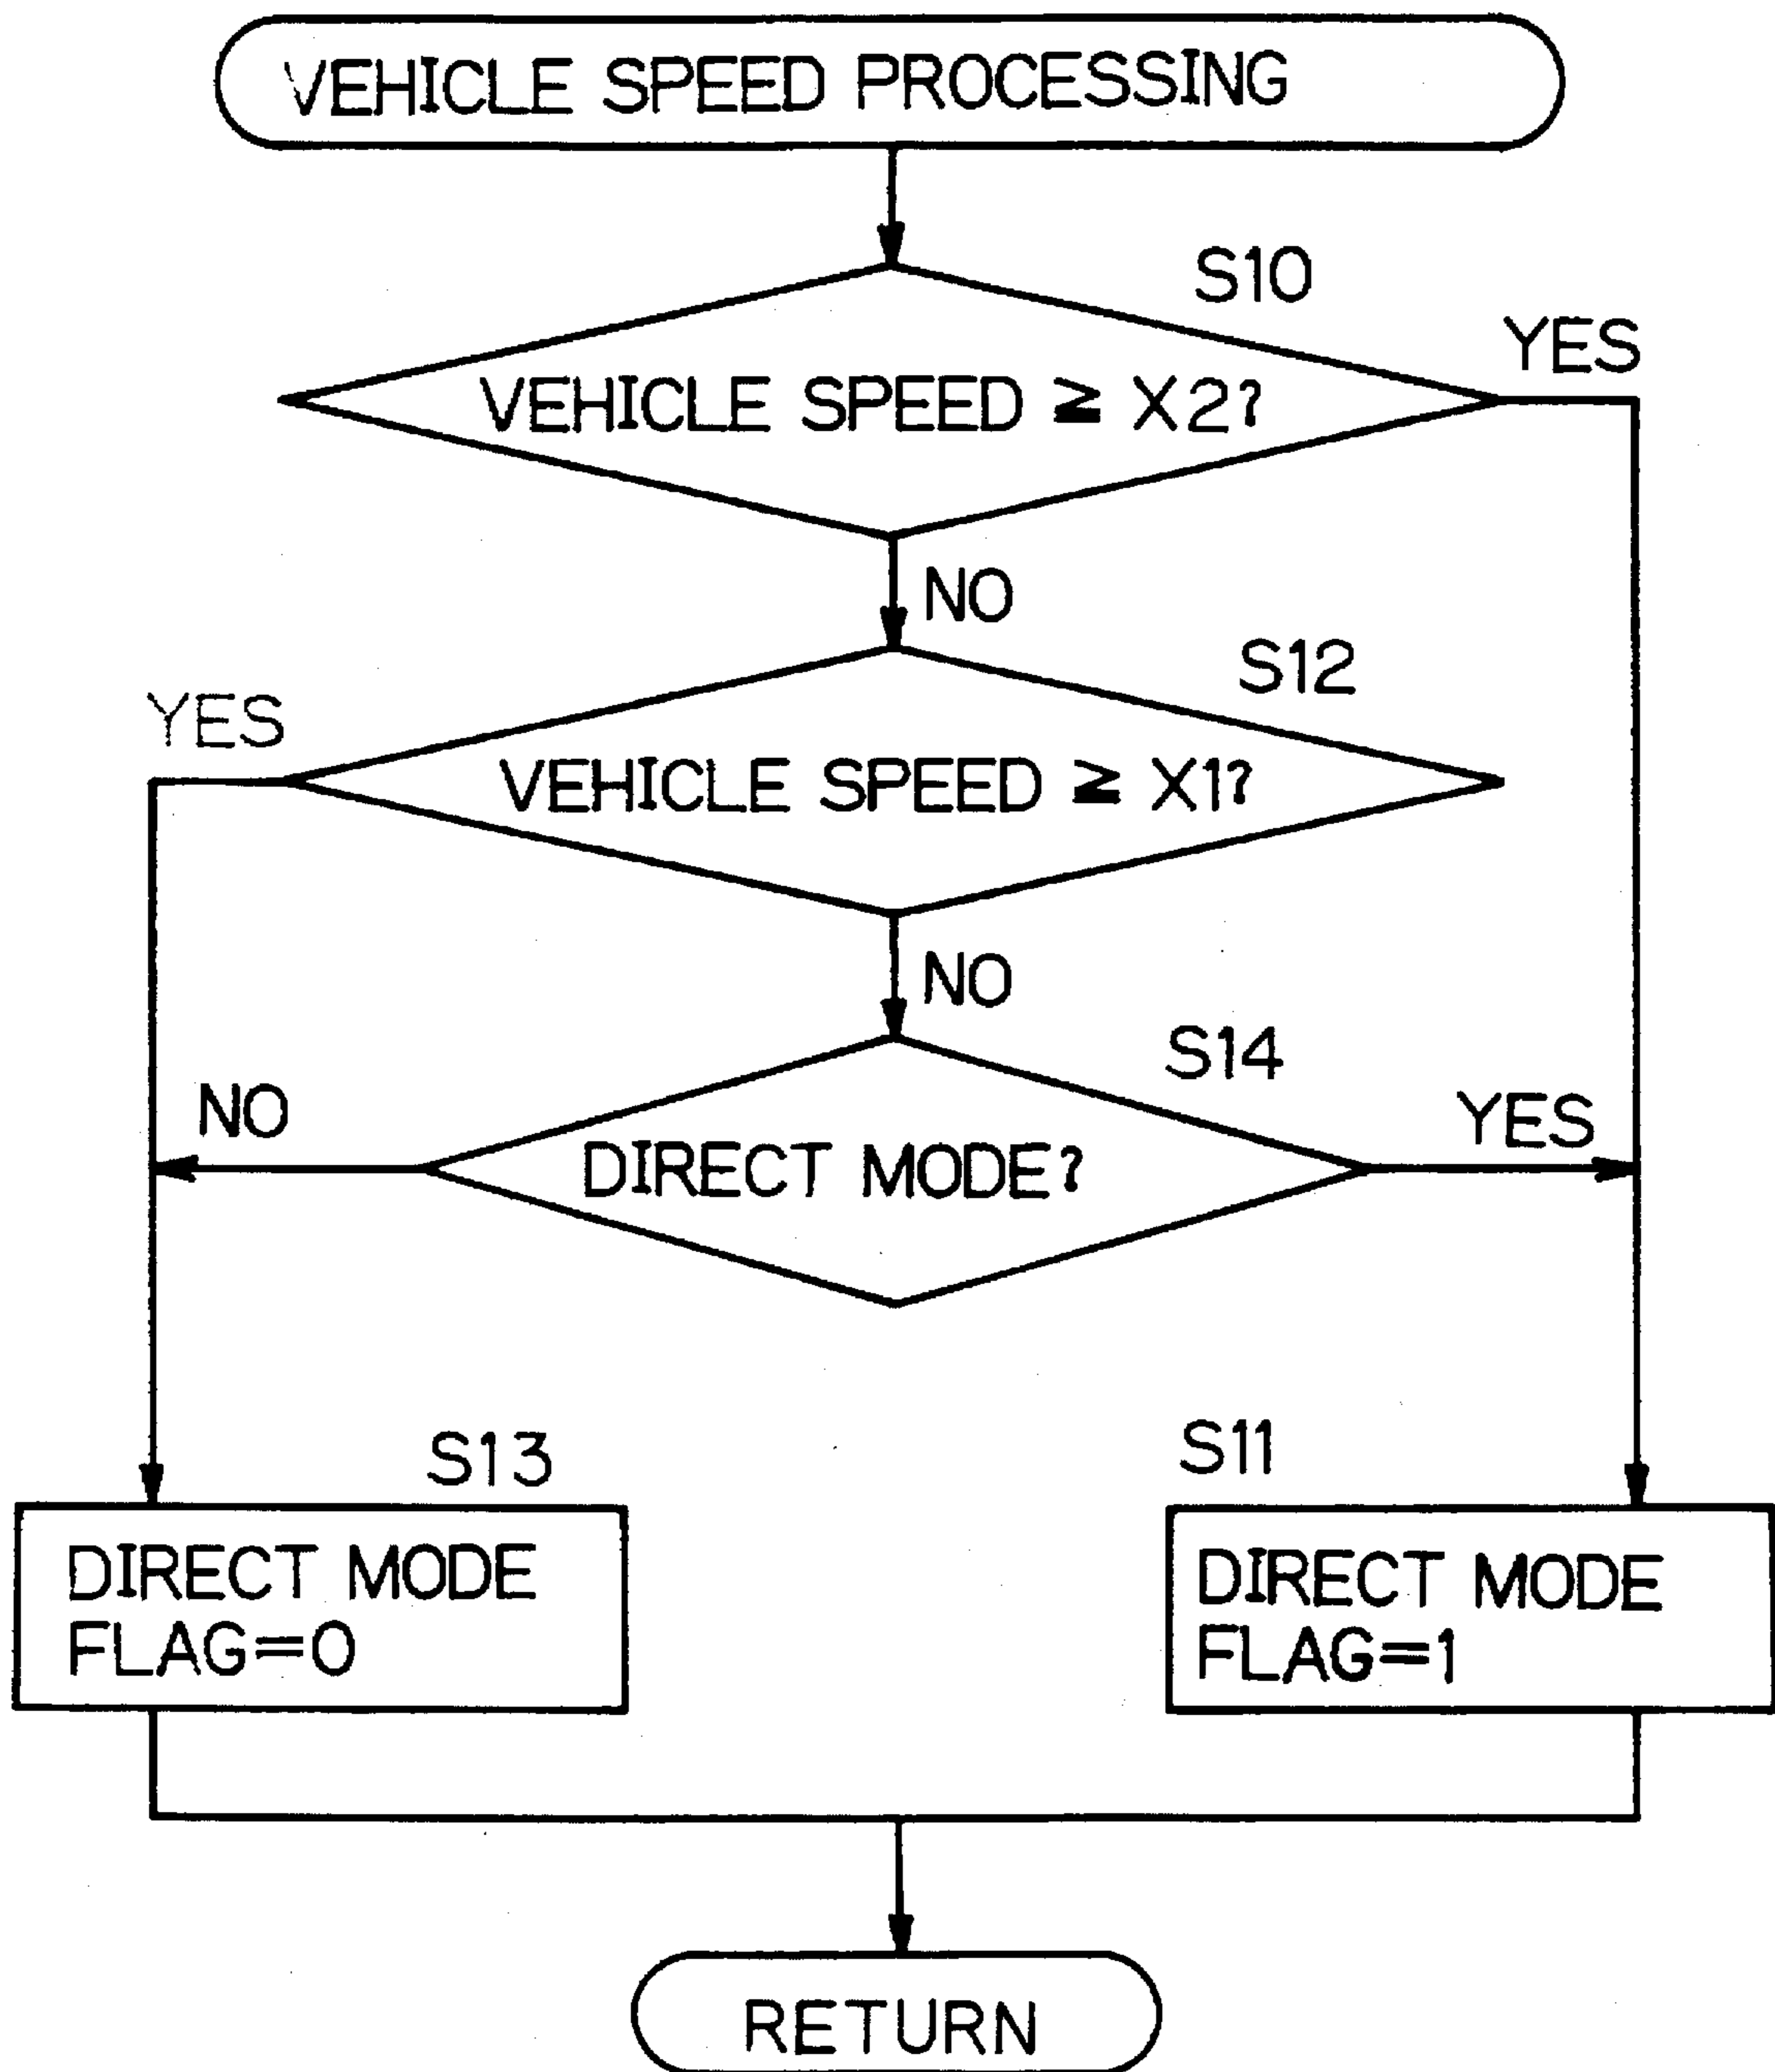 VEHICLE SPEED PROCESSING
S10
YES
VEHICLE SPEED ≧ X2?
NO
S12
YES
VEHICLE SPEED ≧ X1?
NO
S14
NO
YES
DIRECT MODE?
S13
S11
DIRECT MODE
FLAG=0
DIRECT MODE
FLAG=1
RETURN